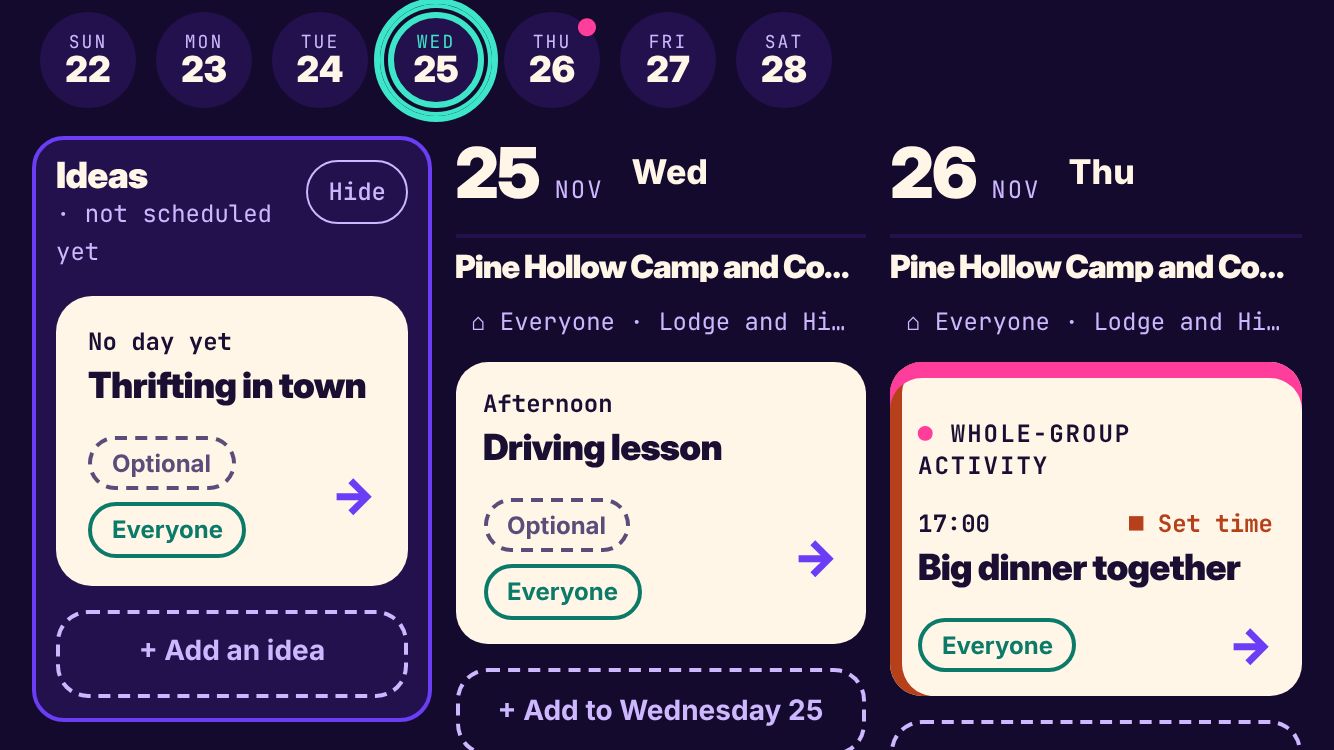 SUN
22
MON
23
TUE
24
WED
25
THU
26
FRI
27
SAT
28
Ideas
· not scheduled
yet
Hide
No day yet
Thrifting in town
Optional
Everyone
→
+ Add an idea
25 NOV Wed
Pine Hollow Camp and Co…
⌂ Everyone · Lodge and Hi…
Afternoon
Driving lesson
Optional
Everyone
→
+ Add to Wednesday 25
26 NOV Thu
Pine Hollow Camp and Co…
⌂ Everyone · Lodge and Hi…
● WHOLE-GROUP
ACTIVITY
17:00 ■ Set time
Big dinner together
Everyone
→